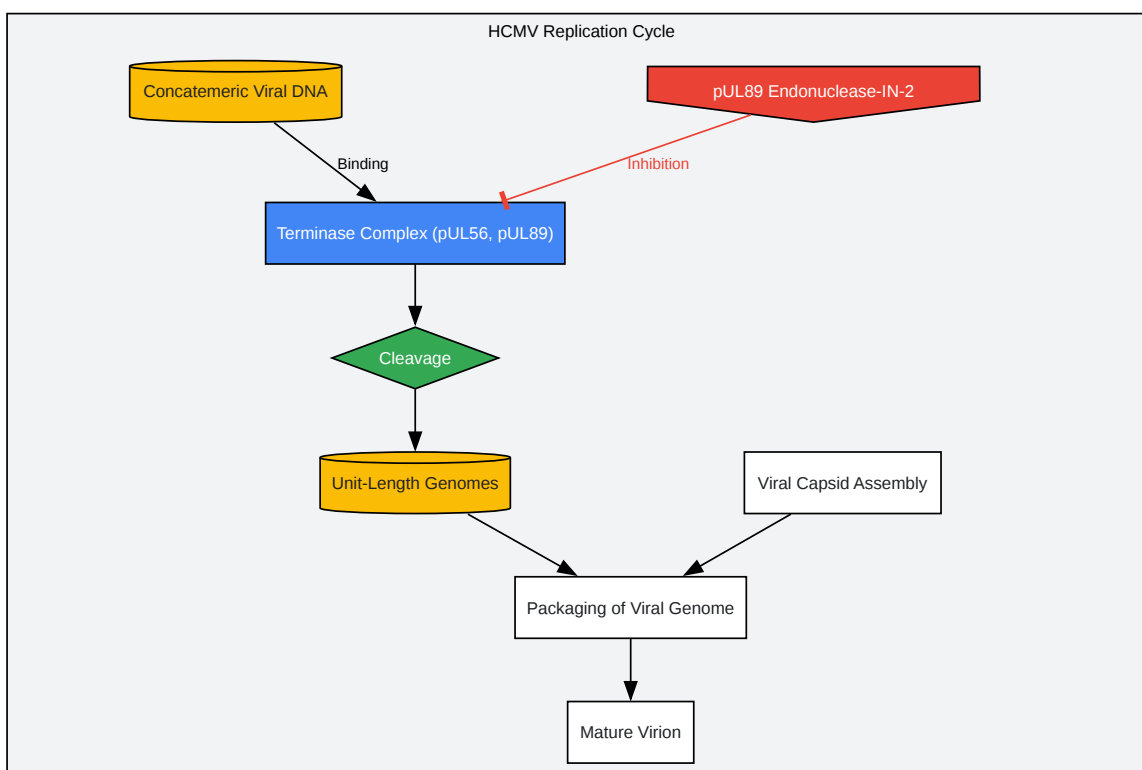 HCMV Replication Cycle
Concatemeric Viral DNA
pUL89 Endonuclease-IN-2
Binding
Inhibition
Terminase Complex (pUL56, pUL89)
Cleavage
Unit-Length Genomes
Viral Capsid Assembly
Packaging of Viral Genome
Mature Virion